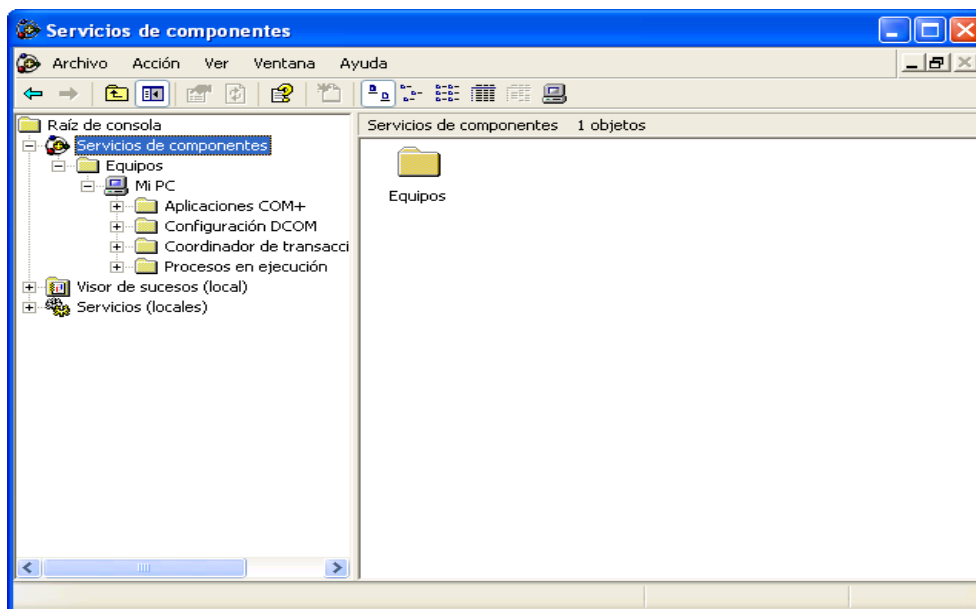 Servicios de componentes
Archivo Acción Ver Ventana Ayuda
Raíz de consola
Servicios de componentes
Equipos
Mi PC
Aplicaciones COM+
Configuración DCOM
Coordinador de transacci
Procesos en ejecución
Visor de sucesos (local)
Servicios (locales)
Servicios de componentes 1 objetos
Equipos